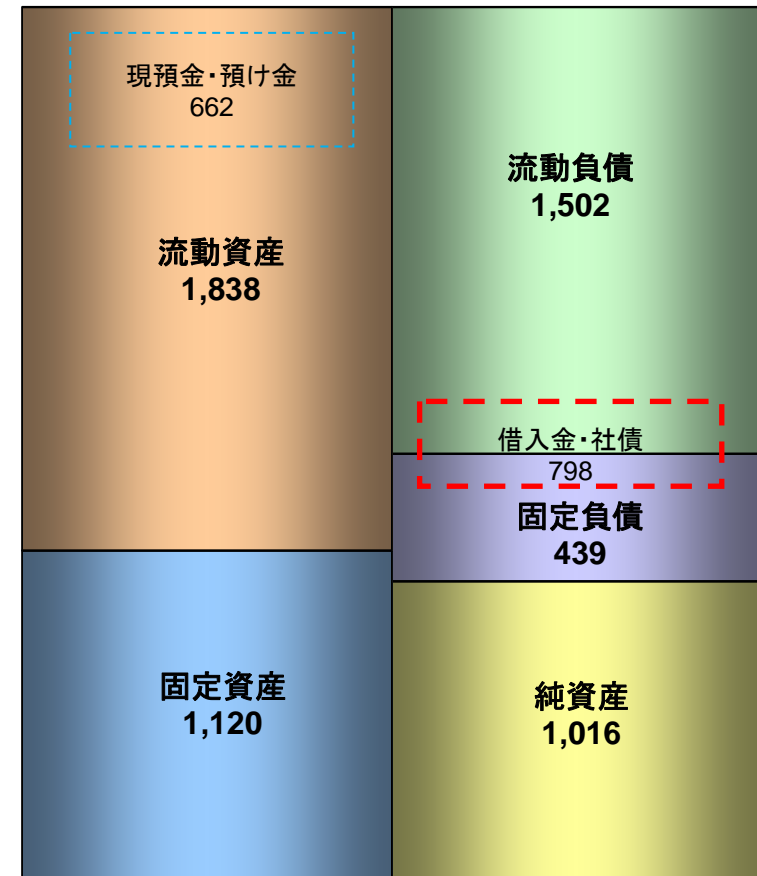 現預金・預け金
662
流動資産
1,838
固定資産
1,120
流動負債
1,502
借入金・社債
798
固定負債
439
純資産
1,016